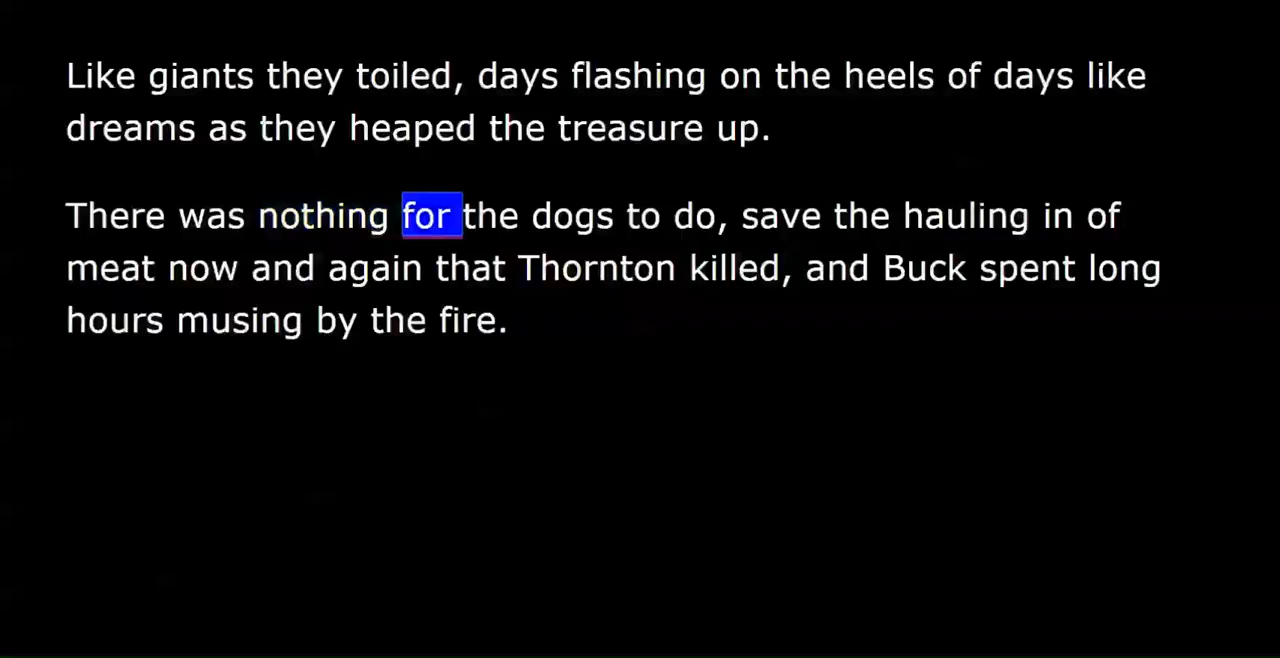 Like giants they toiled, days flashing on the heels of days like
dreams as they heaped the treasure up.
There was nothing for the dogs to do, save the hauling in of
meat now and again that Thornton killed, and Buck spent long
hours musing by the fire.